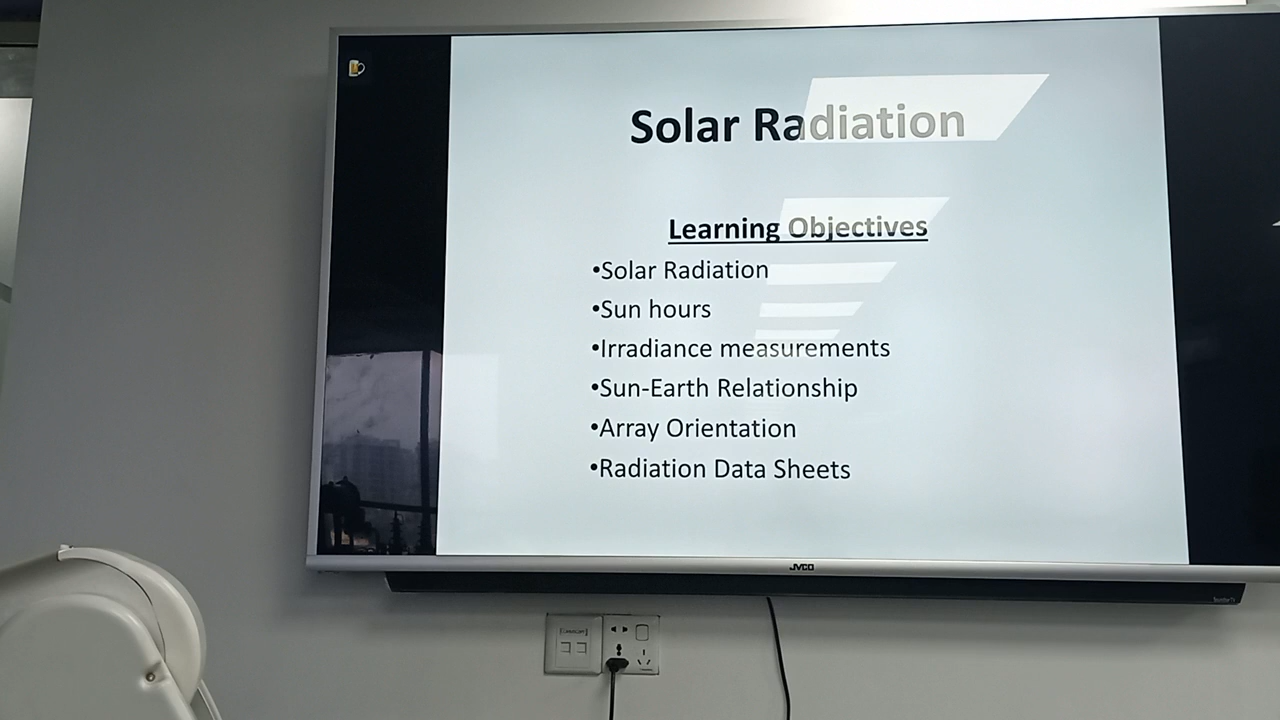 Solar Radiation
Learning Objectives
•Solar Radiation
•Sun hours
•Irradiance measurements
•Sun-Earth Relationship
•Array Orientation
•Radiation Data Sheets
JVCO